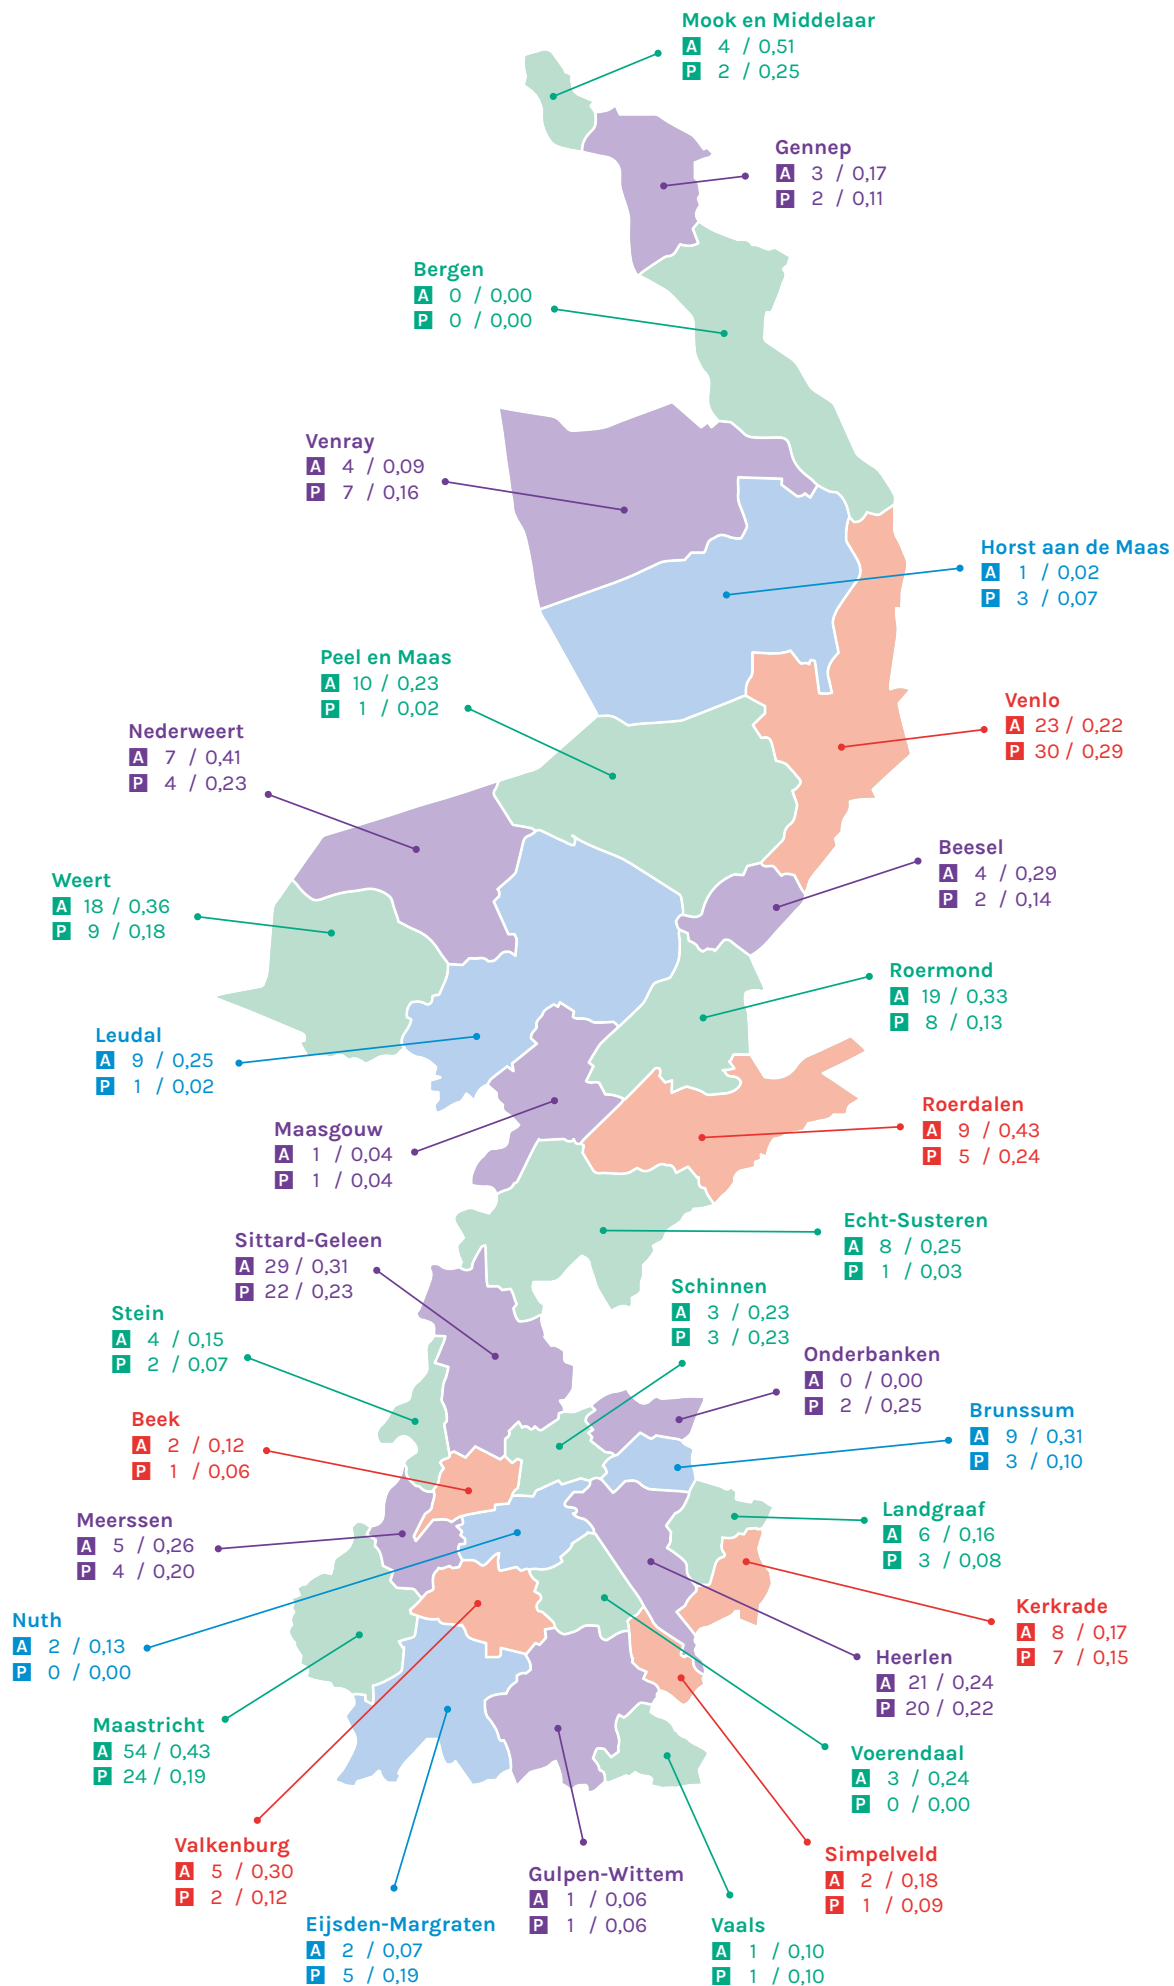 Mook en Middelaar
A 4 / 0,51
P 2 / 0,25
Gennep
A 3 / 0,17
P 2 / 0,11
Bergen
A 0 / 0,00
P 0 / 0,00
Venray
A 4 / 0,09
P 7 / 0,16
Horst aan de Maas
A 1 / 0,02
P 3 / 0,07
Peel en Maas
A 10 / 0,23
P 1 / 0,02
Venlo
A 23 / 0,22
P 30 / 0,29
Nederweert
A 7 / 0,41
P 4 / 0,23
Beesel
A 4 / 0,29
P 2 / 0,14
Weert
A 18 / 0,36
P 9 / 0,18
Roermond
A 19 / 0,33
P 8 / 0,13
Leudal
A 9 / 0,25
P 1 / 0,02
Roerdalen
A 9 / 0,43
P 5 / 0,24
Maasgouw
A 1 / 0,04
P 1 / 0,04
Echt-Susteren
A 8 / 0,25
P 1 / 0,03
Sittard-Geleen
A 29 / 0,31
P 22 / 0,23
Schinnen
A 3 / 0,23
P 3 / 0,23
Stein
A 4 / 0,15
P 2 / 0,07
Onderbanken
A 0 / 0,00
P 2 / 0,25
Beek
A 2 / 0,12
P 1 / 0,06
Brunssum
A 9 / 0,31
P 3 / 0,10
Meerssen
A 5 / 0,26
P 4 / 0,20
Landgraaf
A 6 / 0,16
P 3 / 0,08
Nuth
A 2 / 0,13
P 0 / 0,00
Kerkrade
A 8 / 0,17
P 7 / 0,15
Heerlen
A 21 / 0,24
P 20 / 0,22
Maastricht
A 54 / 0,43
P 24 / 0,19
Voerendaal
A 3 / 0,24
P 0 / 0,00
Valkenburg
A 5 / 0,30
P 2 / 0,12
Simpelveld
A 2 / 0,18
P 1 / 0,09
Gulpen-Wittem
A 1 / 0,06
P 1 / 0,06
Eijsden-Margraten
A 2 / 0,07
P 5 / 0,19
Vaals
A 1 / 0,10
P 1 / 0,10